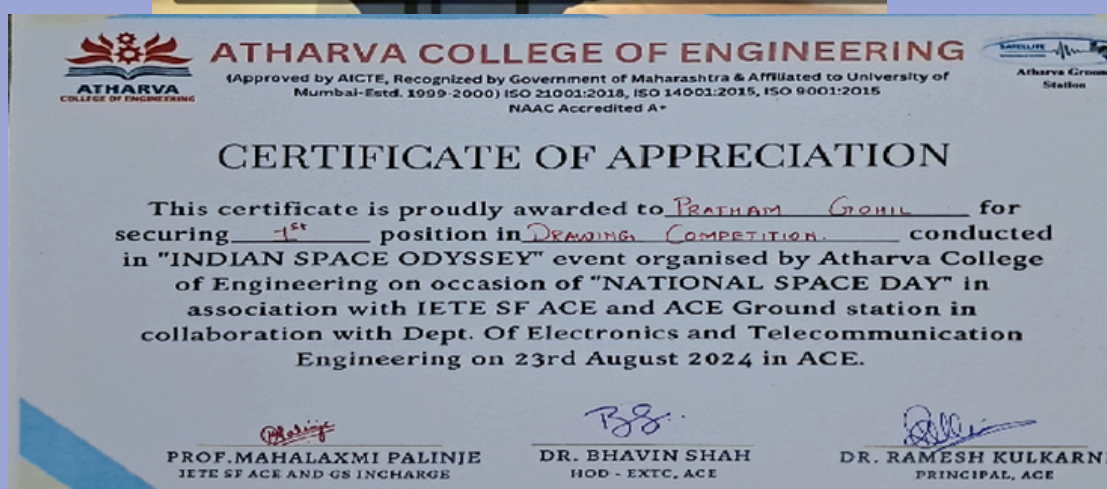 ATHARVA COLLEGE OF ENGINEERING
(Approved by AICTE, Recognized by Government of Maharashtra & Affiliated to University of
Mumbai-Estd. 1999-2000) ISO 21001:2018, ISO 14001:2015, ISO 9001:2015
NAAC Accredited A+
ATHARVA
COLLEGE OF ENGINEERING
SATELLITE
Atharva Ground
Station
CERTIFICATE OF APPRECIATION
This certificate is proudly awarded to PRATHAM GOHIL for
securing 1st position in DRAWING COMPETITION. conducted
in "INDIAN SPACE ODYSSEY" event organised by Atharva College
of Engineering on occasion of "NATIONAL SPACE DAY" in
association with IETE SF ACE and ACE Ground station in
collaboration with Dept. Of Electronics and Telecommunication
Engineering on 23rd August 2024 in ACE.
PROF.MAHALAXMI PALINJE
IETE SF ACE AND GS INCHARGE
DR. BHAVIN SHAH
HOD - EXTC, ACE
DR. RAMESH KULKARNI
PRINCIPAL, ACE